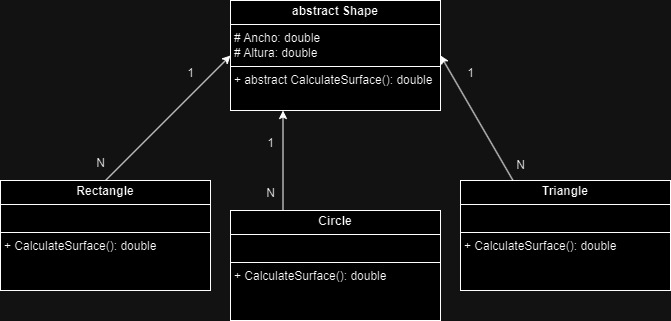 abstract Shape
# Ancho: double
# Altura: double
+ abstract CalculateSurface(): double
1
1
1
N
N
N
Rectangle
+ CalculateSurface(): double
Circle
+ CalculateSurface(): double
Triangle
+ CalculateSurface(): double